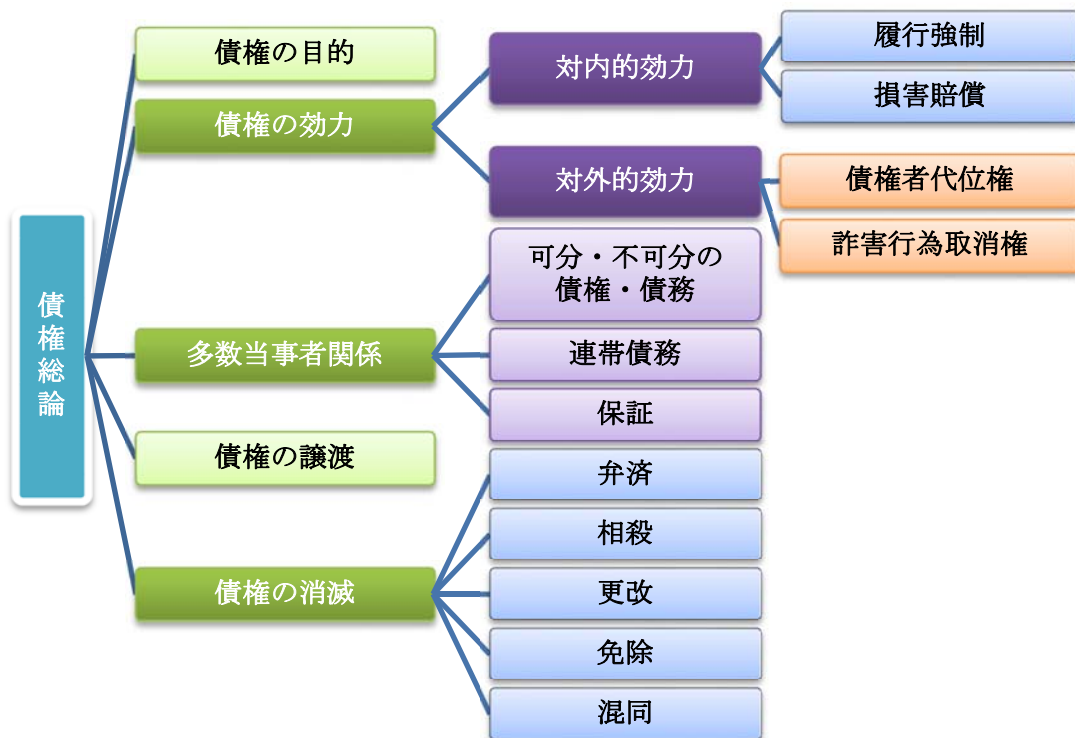 債権総論
債権の目的
債権の効力
対内的効力
履行強制
損害賠償
対外的効力
債権者代位権
詐害行為取消権
多数当事者関係
可分・不可分の
債権・債務
連帯債務
保証
債権の譲渡
債権の消滅
弁済
相殺
更改
免除
混同